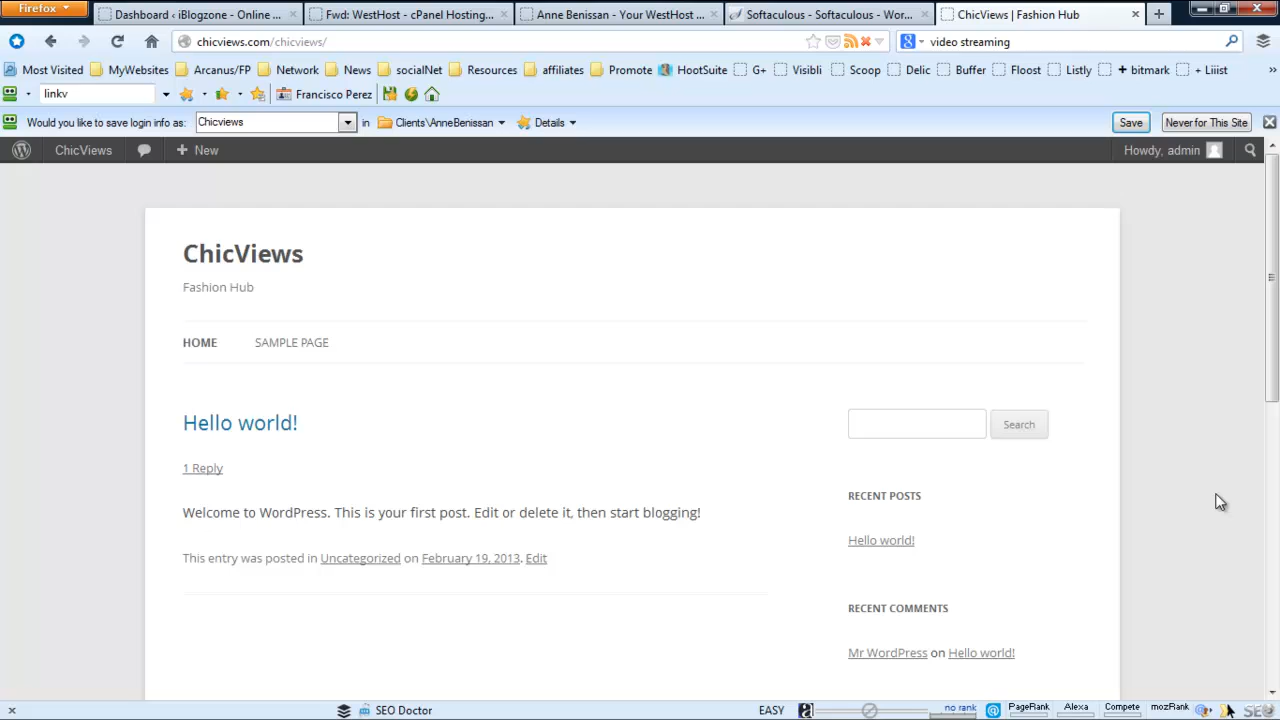 Firefox
Dashboard ‹ iBlogzone - Online ...
Fwd: WestHost - cPanel Hosting...
Anne Benissan - Your WestHost ...
Softaculous - Softaculous - Wor...
ChicViews | Fashion Hub
chicviews.com/chicviews/
video streaming
Most Visited MyWebsites Arcanus/FP Network News socialNet Resources affiliates Promote HootSuite G+ Visibli Scoop Delic Buffer Floost Listly + bitmark + Liiist »
linkv Francisco Perez
Would you like to save login info as: Chicviews in Clients\AnneBenissan Details Save Never for This Site
ChicViews + New Howdy, admin
ChicViews
Fashion Hub
HOME SAMPLE PAGE
Hello world!
Search
1 Reply
RECENT POSTS
Welcome to WordPress. This is your first post. Edit or delete it, then start blogging!
Hello world!
This entry was posted in Uncategorized on February 19, 2013. Edit
RECENT COMMENTS
Mr WordPress on Hello world!
SEO Doctor EASY a no rank @ PageRank Alexa Compete mozRank SEO